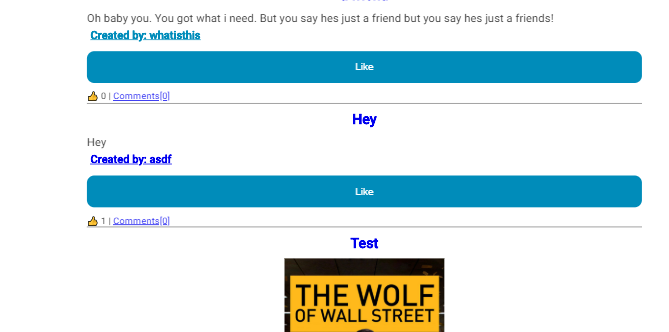 Oh baby you. You got what i need. But you say hes just a friend but you say hes just a friends!
Created by: whatisthis
Like
0 | Comments[0]
Hey
Hey
Created by: asdf
Like
1 | Comments[0]
Test
THE WOLF
OF WALL STREET